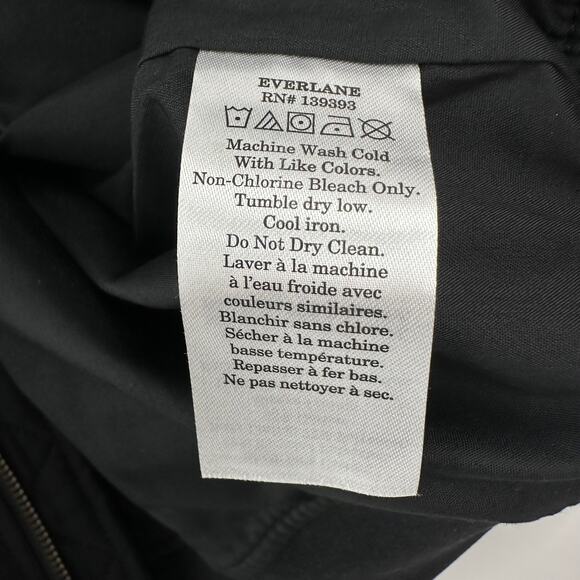 EVERLANE
RN# 139393
Machine Wash Cold
With Like Colors.
Non-Chlorine Bleach Only.
Tumble dry low.
Cool iron.
Do Not Dry Clean.
Laver à la machine
à l'eau froide avec
couleurs similaires.
Blanchir sans chlore.
Sécher à la machine
basse température.
Repasser à fer bas.
Ne pas nettoyer à sec.